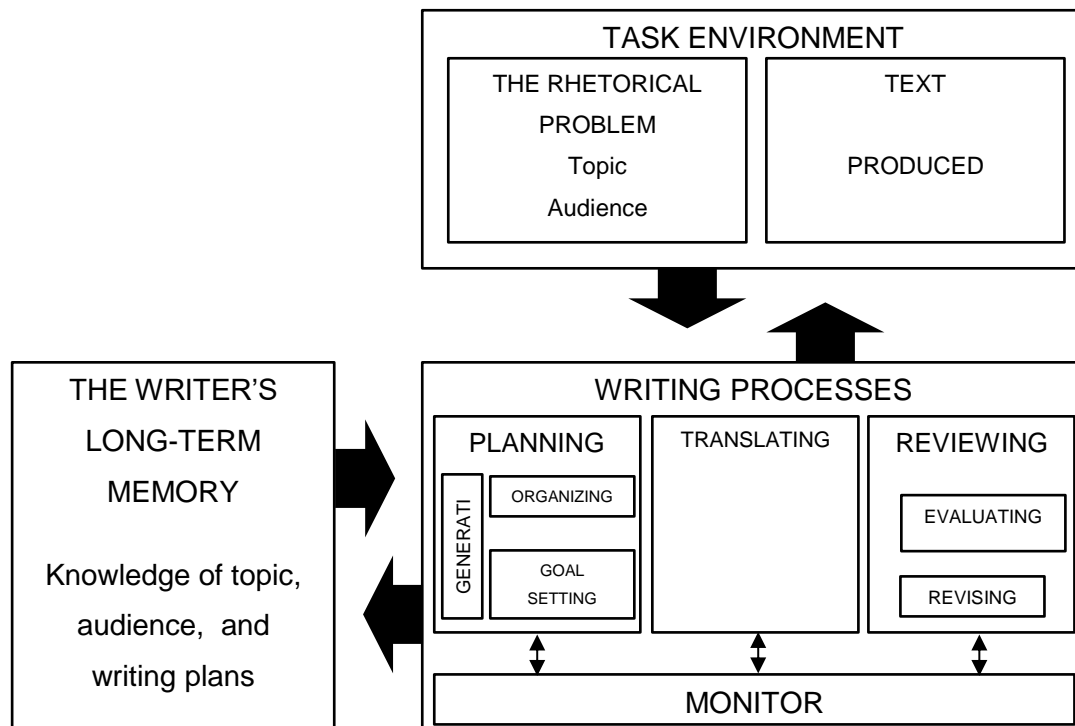 TASK ENVIRONMENT
THE RHETORICAL
PROBLEM
Topic
Audience
TEXT
PRODUCED
THE WRITER’S
LONG-TERM
MEMORY
Knowledge of topic,
audience, and
writing plans
WRITING PROCESSES
PLANNING
GENERATI
ORGANIZING
GOAL
SETTING
TRANSLATING
REVIEWING
EVALUATING
REVISING
MONITOR